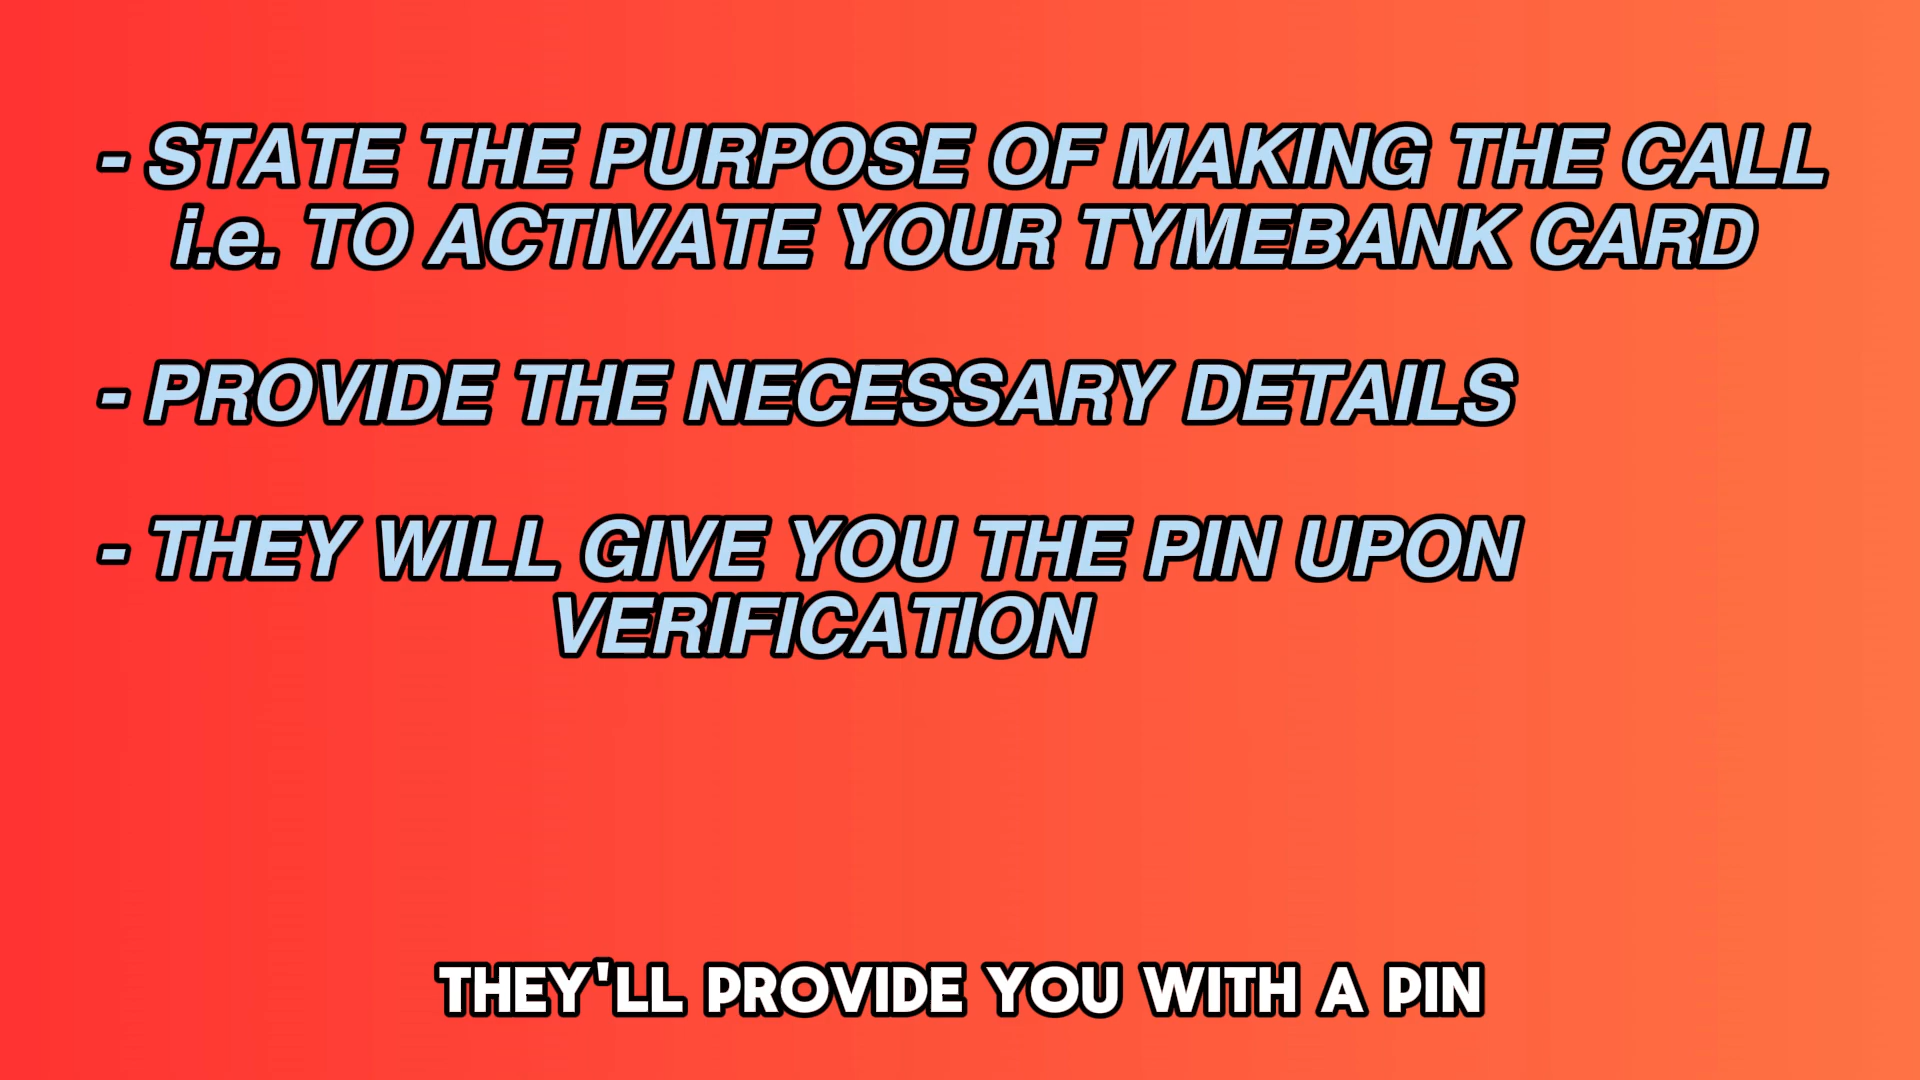 - STATE THE PURPOSE OF MAKING THE CALL
i.e. TO ACTIVATE YOUR TYMEBANK CARD
- PROVIDE THE NECESSARY DETAILS
- THEY WILL GIVE YOU THE PIN UPON
VERIFICATION
THEY'LL PROVIDE YOU WITH A PIN